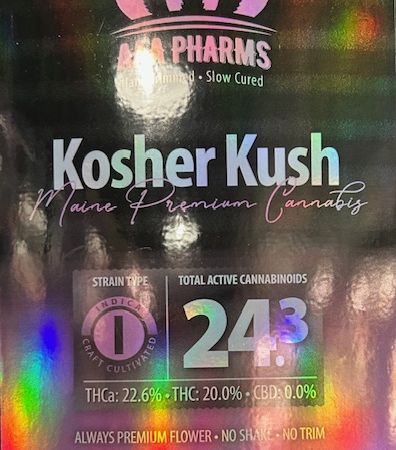 PHARMS
• Slow Cured
Kosher Kush
Maine Premium Cannabis
STRAIN TYPE
TOTAL ACTIVE CANNABINOIDS
INDICA
I
CRAFT CULTIVATED
24.3
THCa: 22.6% • THC: 20.0% • CBD: 0.0%
ALWAYS PREMIUM FLOWER • NO SHAKE • NO TRIM